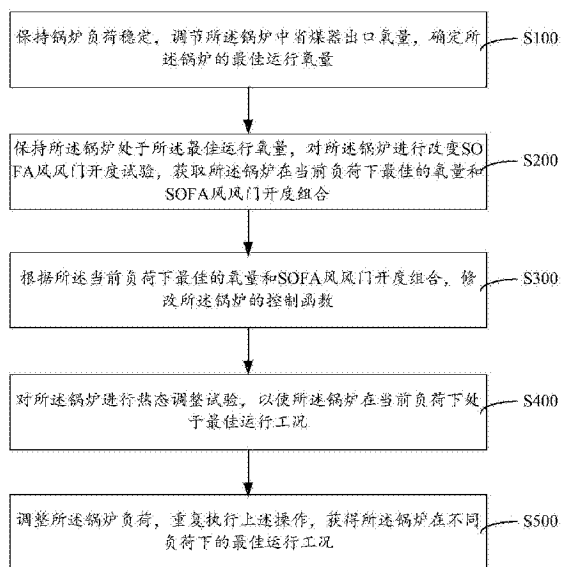 保持锅炉负荷稳定，调节所述锅炉中省煤器出口氧量，确定所
述锅炉的最佳运行氧量
S100
保持所述锅炉处于所述最佳运行氧量，对所述锅炉进行改变SO
FA风风门开度试验，获取所述锅炉在当前负荷下最佳的氧量和
SOFA风风门开度组合
S200
根据所述当前负荷下最佳的氧量和SOFA风风门开度组合，修
改所述锅炉的控制函数
S300
对所述锅炉进行热态调整试验，以使所述锅炉在当前负荷下处
于最佳运行工况
S400
调整所述锅炉负荷，重复执行上述操作，获得所述锅炉在不同
负荷下的最佳运行工况
S500